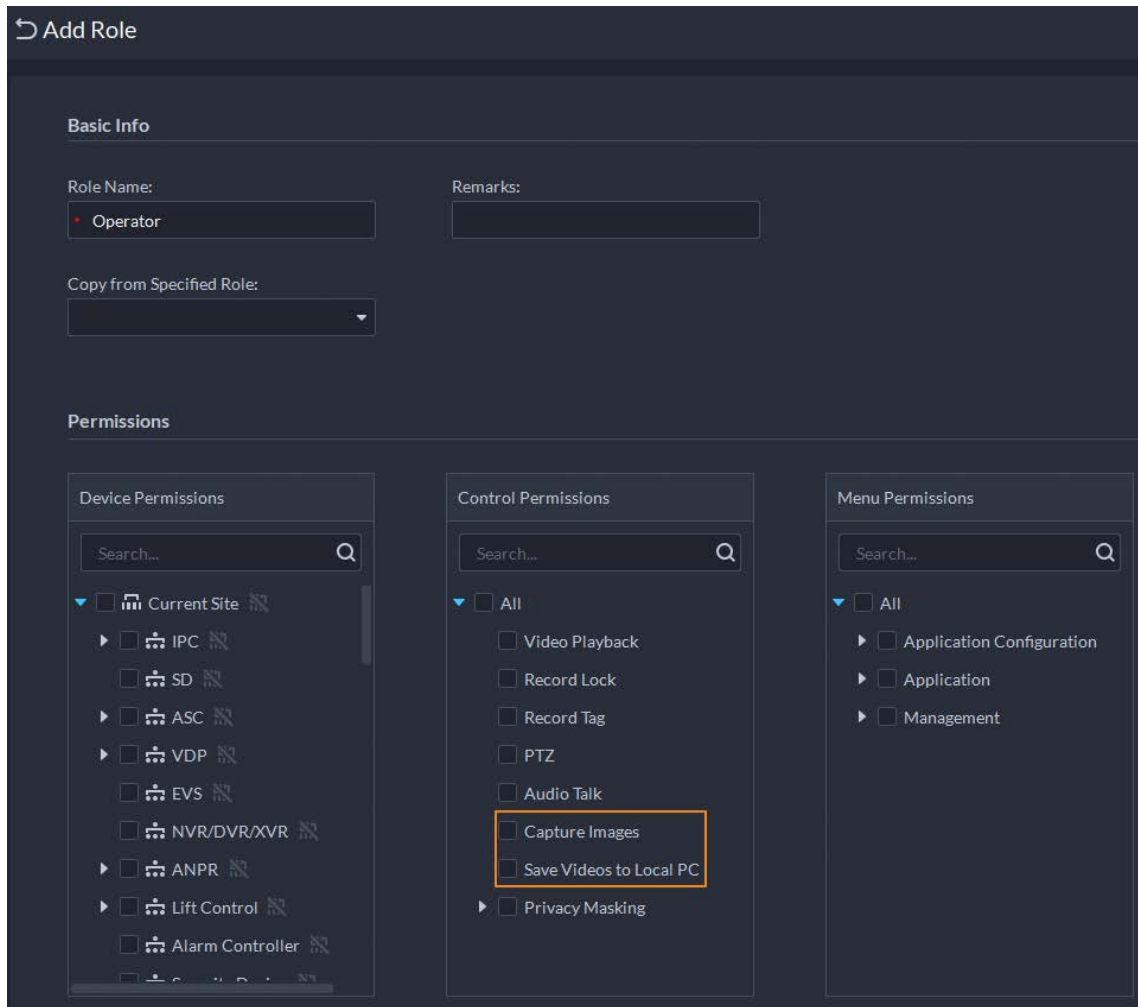 Add Role
Basic Info
Role Name:
Remarks:
* Operator
Copy from Specified Role:
Permissions
Device Permissions
Search...
Current Site
IPC
SD
ASC
VDP
EVS
NVR/DVR/XVR
ANPR
Lift Control
Alarm Controller
Control Permissions
Search...
All
Video Playback
Record Lock
Record Tag
PTZ
Audio Talk
Capture Images
Save Videos to Local PC
Privacy Masking
Menu Permissions
Search...
All
Application Configuration
Application
Management